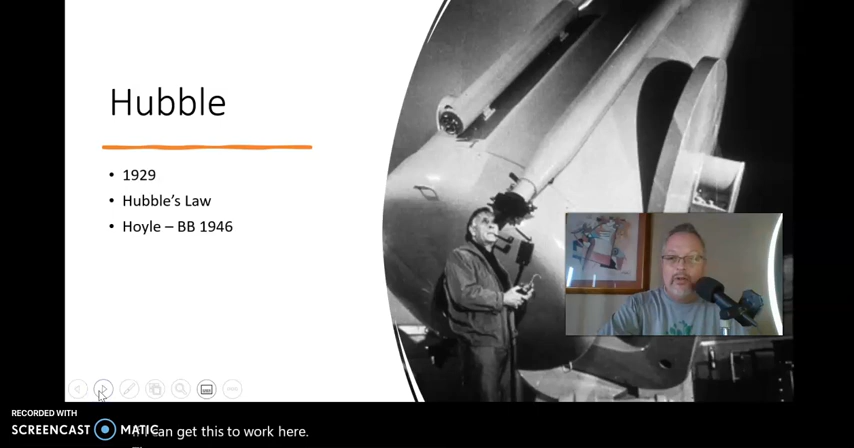 Hubble
• 1929
• Hubble's Law
• Hoyle – BB 1946
RECORDED WITH
SCREENCAST MATIC
can get this to work here.